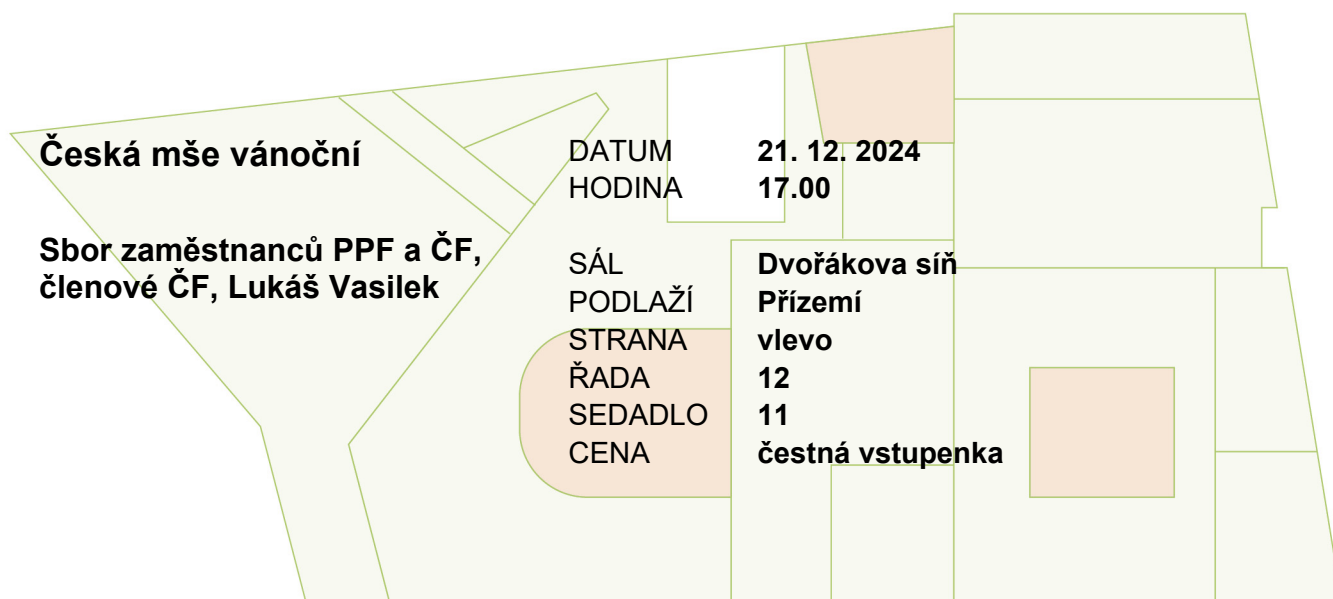 Česká mše vánoční
Sbor zaměstnanců PPF a ČF,
členové ČF, Lukáš Vasilek
DATUM 21. 12. 2024
HODINA 17.00
SÁL Dvořákova síň
PODLAŽÍ Přízemí
STRANA vlevo
ŘADA 12
SEDADLO 11
CENA čestná vstupenka